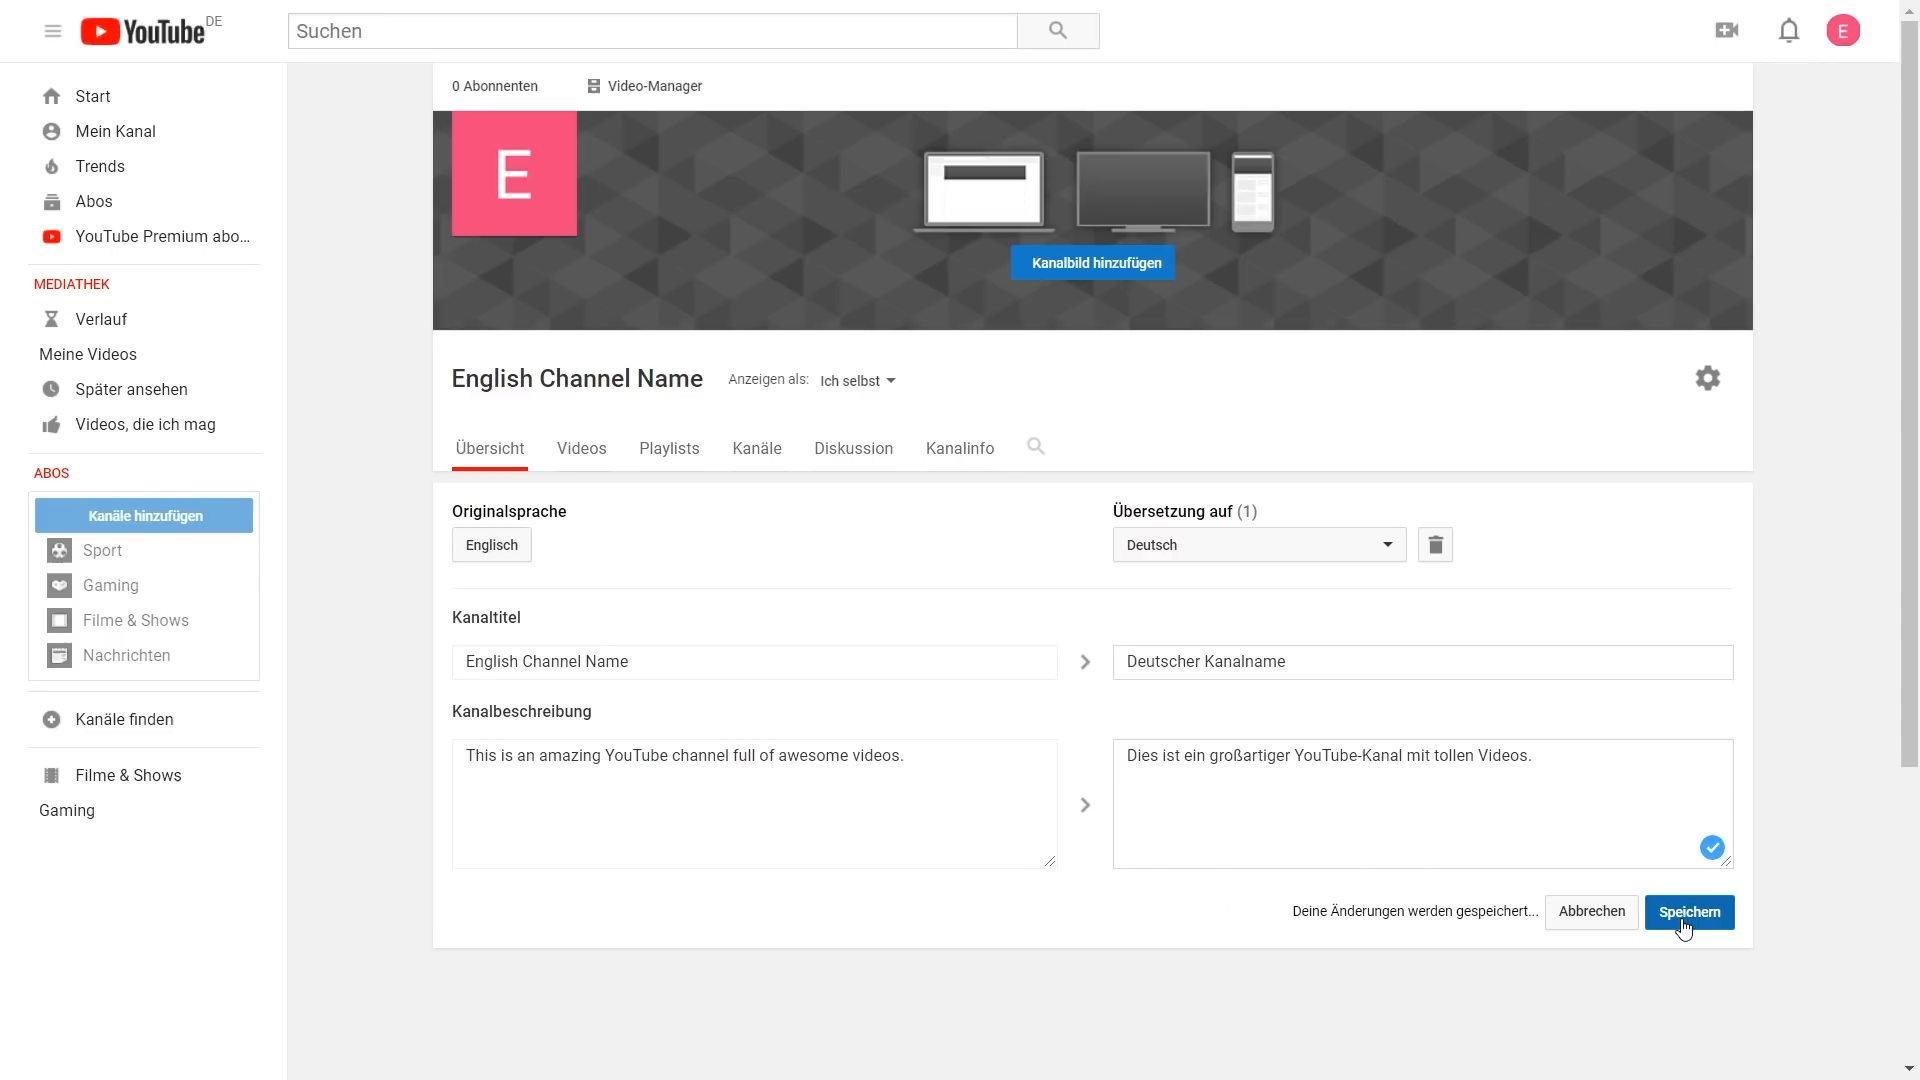 YouTube DE
Suchen
E
Start
Mein Kanal
Trends
Abos
YouTube Premium abo...
MEDIATHEK
Verlauf
Meine Videos
Später ansehen
Videos, die ich mag
ABOS
Kanäle hinzufügen
Sport
Gaming
Filme & Shows
Nachrichten
Kanäle finden
Filme & Shows
Gaming
0 Abonnenten
Video-Manager
E
Kanalbild hinzufügen
English Channel Name
Anzeigen als: Ich selbst
Übersicht Videos Playlists Kanäle Diskussion Kanalinfo
Originalsprache
Englisch
Übersetzung auf (1)
Deutsch
Kanaltitel
English Channel Name
Deutscher Kanalname
Kanalbeschreibung
This is an amazing YouTube channel full of awesome videos.
Dies ist ein großartiger YouTube-Kanal mit tollen Videos.
Deine Änderungen werden gespeichert...
Abbrechen
Speichern